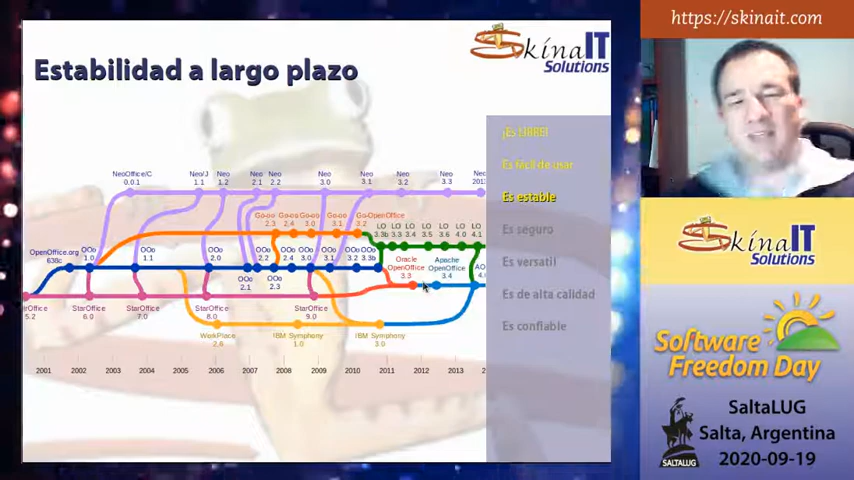 https://skinait.com
SkínaIT
Solutions
Estabilidad a largo plazo
¡Es LIBRE!
Es fácil de usar
Es estable
Es seguro
Es versatil
Es de alta calidad
Es confiable
NeoOffice/C
0.0.1
Neo/J
1.1
Neo
1.2
Neo
2.1
Neo
2.2
Neo
3.0
Neo
3.1
Neo
3.2
Neo
3.3
Neo
Go-oo
2.3
Go-oo
2.4
Go-oo
3.0
Go-oo
3.1
Go-OpenOffice
3.2
LO
3.3b
LO
3.3
LO
3.4
LO
3.5
LO
3.6
LO
4.0
LO
4.1
OpenOffice.org
638c
OOo
1.0
OOo
1.1
OOo
2.0
OOo
2.1
OOo
2.2
OOo
2.3
OOo
2.4
OOo
3.0
OOo
3.1
OOo
3.2
OOo
3.3b
Oracle
OpenOffice
3.3
Apache
OpenOffice
3.4
5.2
StarOffice
6.0
StarOffice
7.0
StarOffice
8.0
StarOffice
9.0
WorkPlace
2.6
IBM Symphony
1.0
IBM Symphony
3.0
2001 2002 2003 2004 2005 2006 2007 2008 2009 2010 2011 2012 2013
SkínaIT
Solutions
Software
Freedom Day
SaltaLUG
Salta, Argentina
2020-09-19
SALTALUG